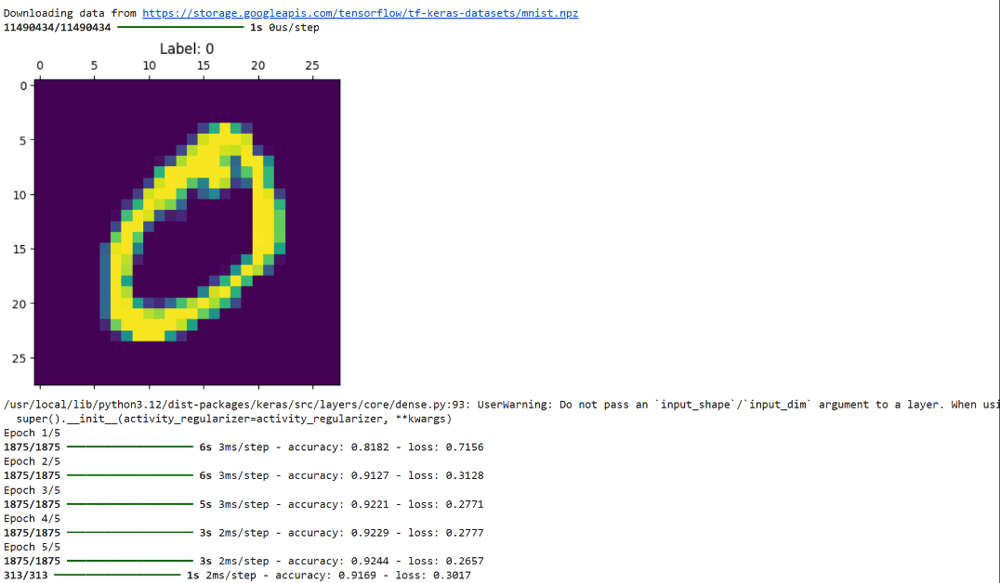 Downloading data from https://storage.googleapis.com/tensorflow/tf-keras-datasets/mnist.npz
11490434/11490434 ━━━━━━━━━━━━━━━━━━━━ 1s 0us/step
Label: 0
0 5 10 15 20 25
0
5
10
15
20
25
/usr/local/lib/python3.12/dist-packages/keras/src/layers/core/dense.py:93: UserWarning: Do not pass an `input_shape`/`input_dim` argument to a layer. When usi
super().__init__(activity_regularizer=activity_regularizer, **kwargs)
Epoch 1/5
1875/1875 ━━━━━━━━━━━━━━━━━━━━ 6s 3ms/step - accuracy: 0.8182 - loss: 0.7156
Epoch 2/5
1875/1875 ━━━━━━━━━━━━━━━━━━━━ 6s 3ms/step - accuracy: 0.9127 - loss: 0.3128
Epoch 3/5
1875/1875 ━━━━━━━━━━━━━━━━━━━━ 5s 3ms/step - accuracy: 0.9221 - loss: 0.2771
Epoch 4/5
1875/1875 ━━━━━━━━━━━━━━━━━━━━ 3s 2ms/step - accuracy: 0.9229 - loss: 0.2777
Epoch 5/5
1875/1875 ━━━━━━━━━━━━━━━━━━━━ 3s 2ms/step - accuracy: 0.9244 - loss: 0.2657
313/313 ━━━━━━━━━━━━━━━━━━━━ 1s 2ms/step - accuracy: 0.9169 - loss: 0.3017